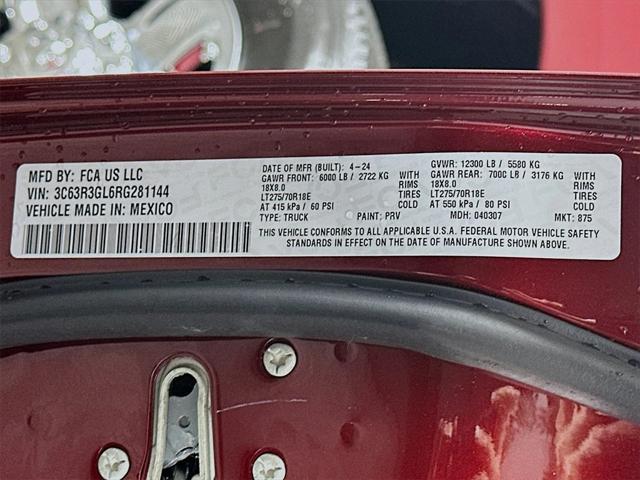 MFD BY: FCA US LLC
VIN: 3C63R3GL6RG281144
VEHICLE MADE IN: MEXICO
DATE OF MFR (BUILT): 4-24
GAWR FRONT: 6000 LB / 2722 KG WITH
18X8.0 RIMS
LT275/70R18E TIRES
AT 415 kPa / 60 PSI COLD
TYPE: TRUCK PAINT: PRV
GVWR: 12300 LB / 5580 KG
GAWR REAR: 700C LB / 3176 KG WITH
18X8.0 RIMS
LT275/70R18E TIRES
AT 550 kPa / 80 PSI COLD
MDH: 040307 MKT: 875
THIS VEHICLE CONFORMS TO ALL APPLICABLE U.S.A. FEDERAL MOTOR VEHICLE SAFETY
STANDARDS IN EFFECT ON THE DATE OF MANUFACTURE SHOWN ABOVE.